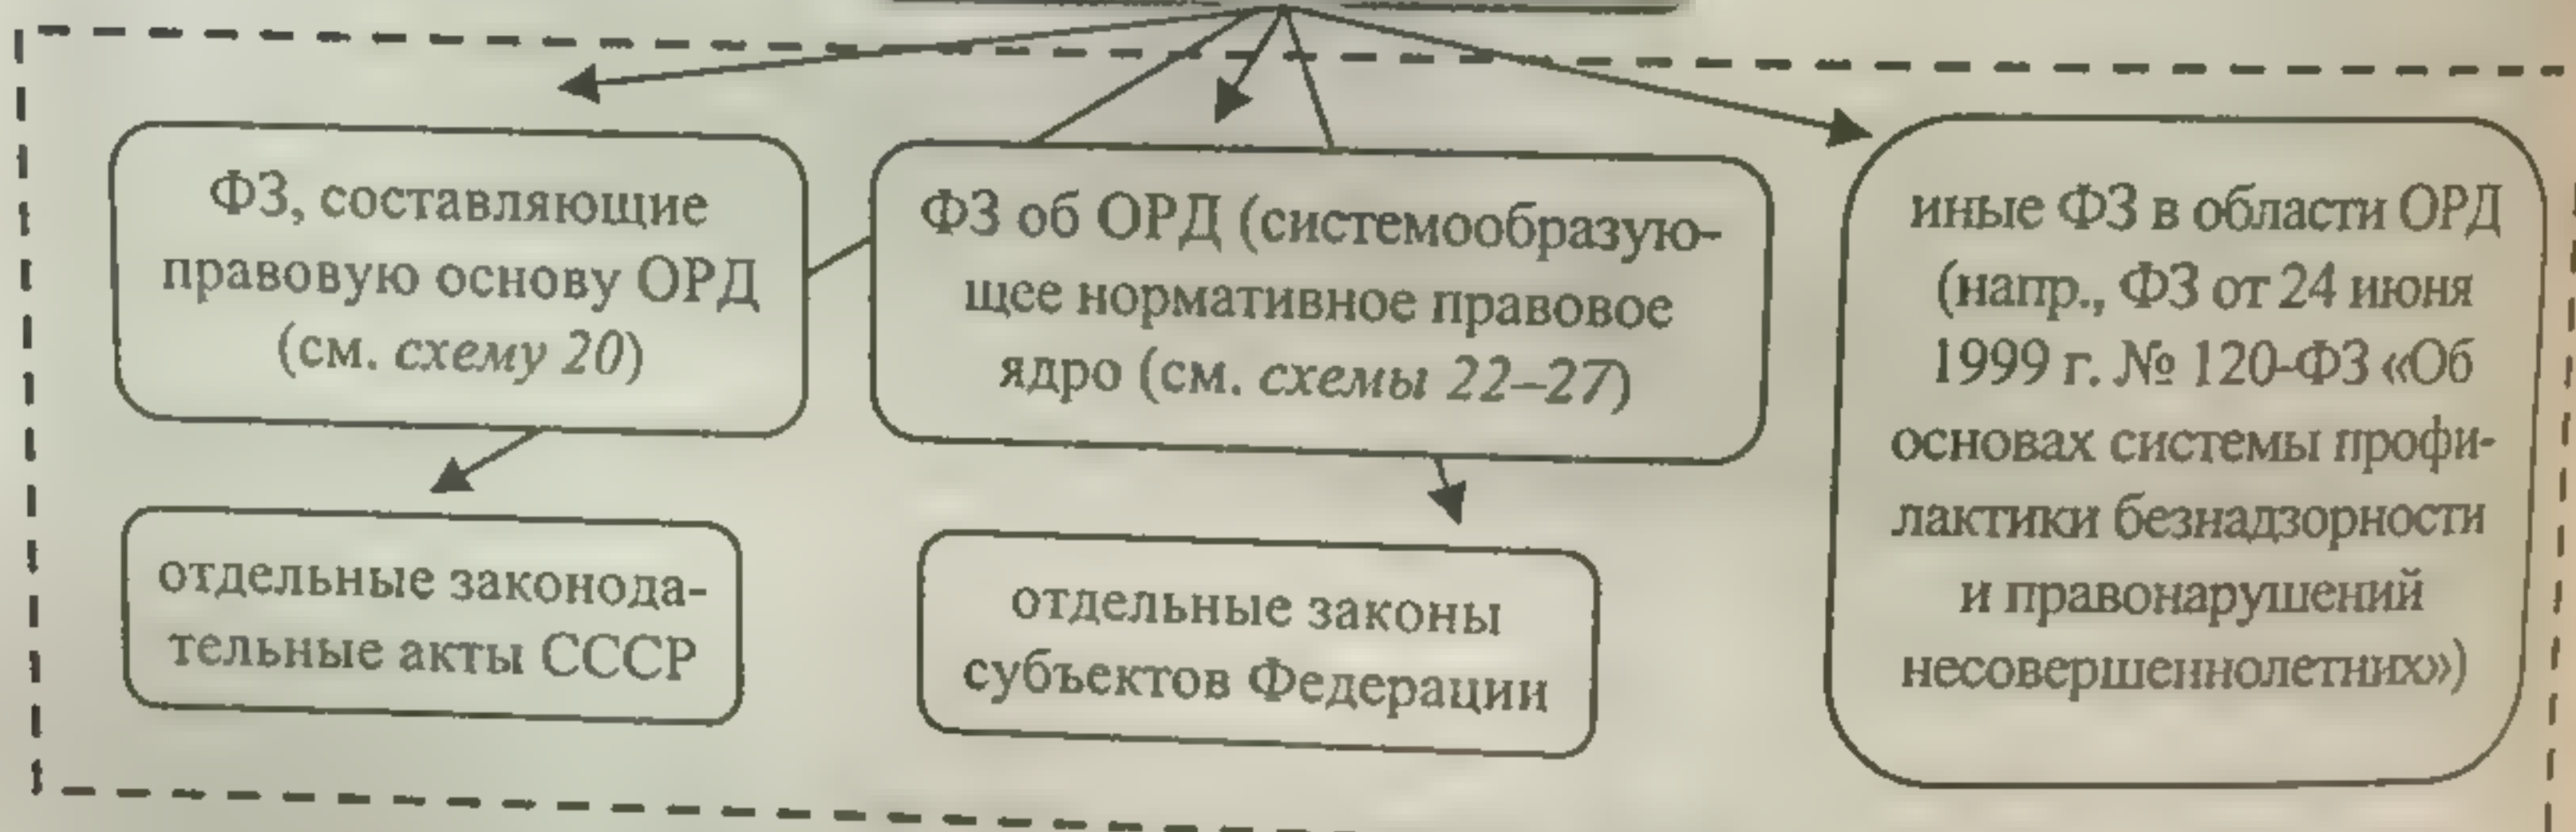 ФЗ, составляющие
правовую основу ОРД
(см. схему 20)
ФЗ об ОРД (системообразую-
щее нормативное правовое
ядро (см. схемы 22–27)
иные ФЗ в области ОРД
(напр., ФЗ от 24 июня
1999 г. № 120-ФЗ «Об
основах системы профи-
лактики безнадзорности
и правонарушений
несовершеннолетних»)
отдельные законода-
тельные акты СССР
отдельные законы
субъектов Федерации